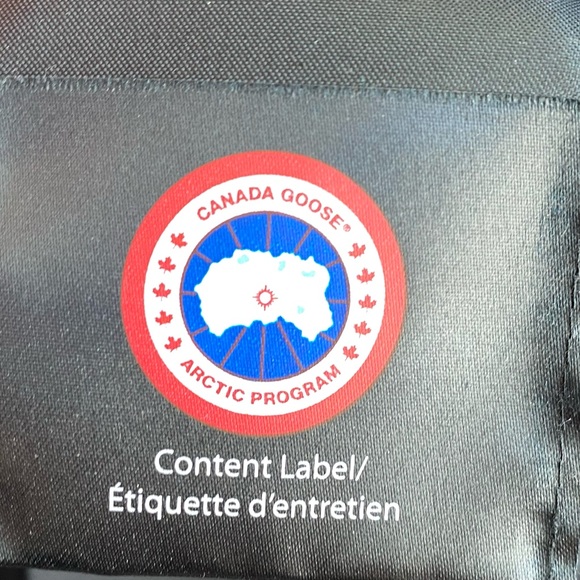 CANADA GOOSE®
ARCTIC PROGRAM
Content Label/
Étiquette d'entretien